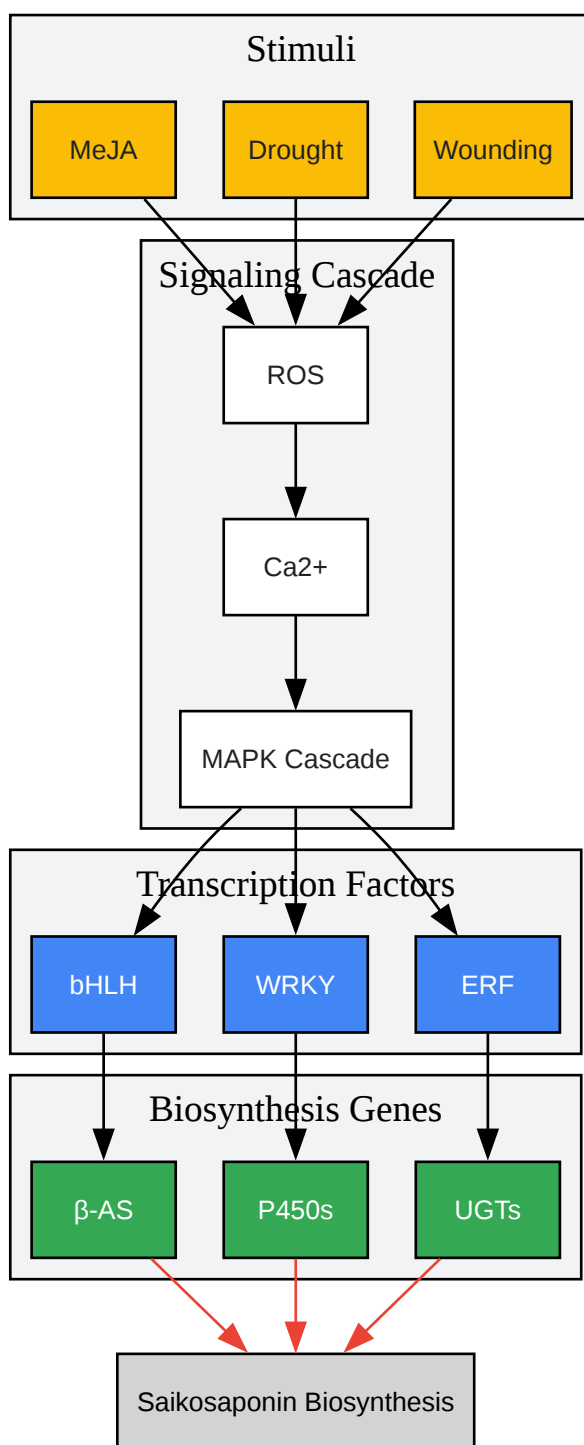 Stimuli
MeJA
Drought
Wounding
Signaling Cascade
ROS
Ca2+
MAPK Cascade
Transcription Factors
bHLH
WRKY
ERF
Biosynthesis Genes
β-AS
P450s
UGTs
Saikosaponin Biosynthesis